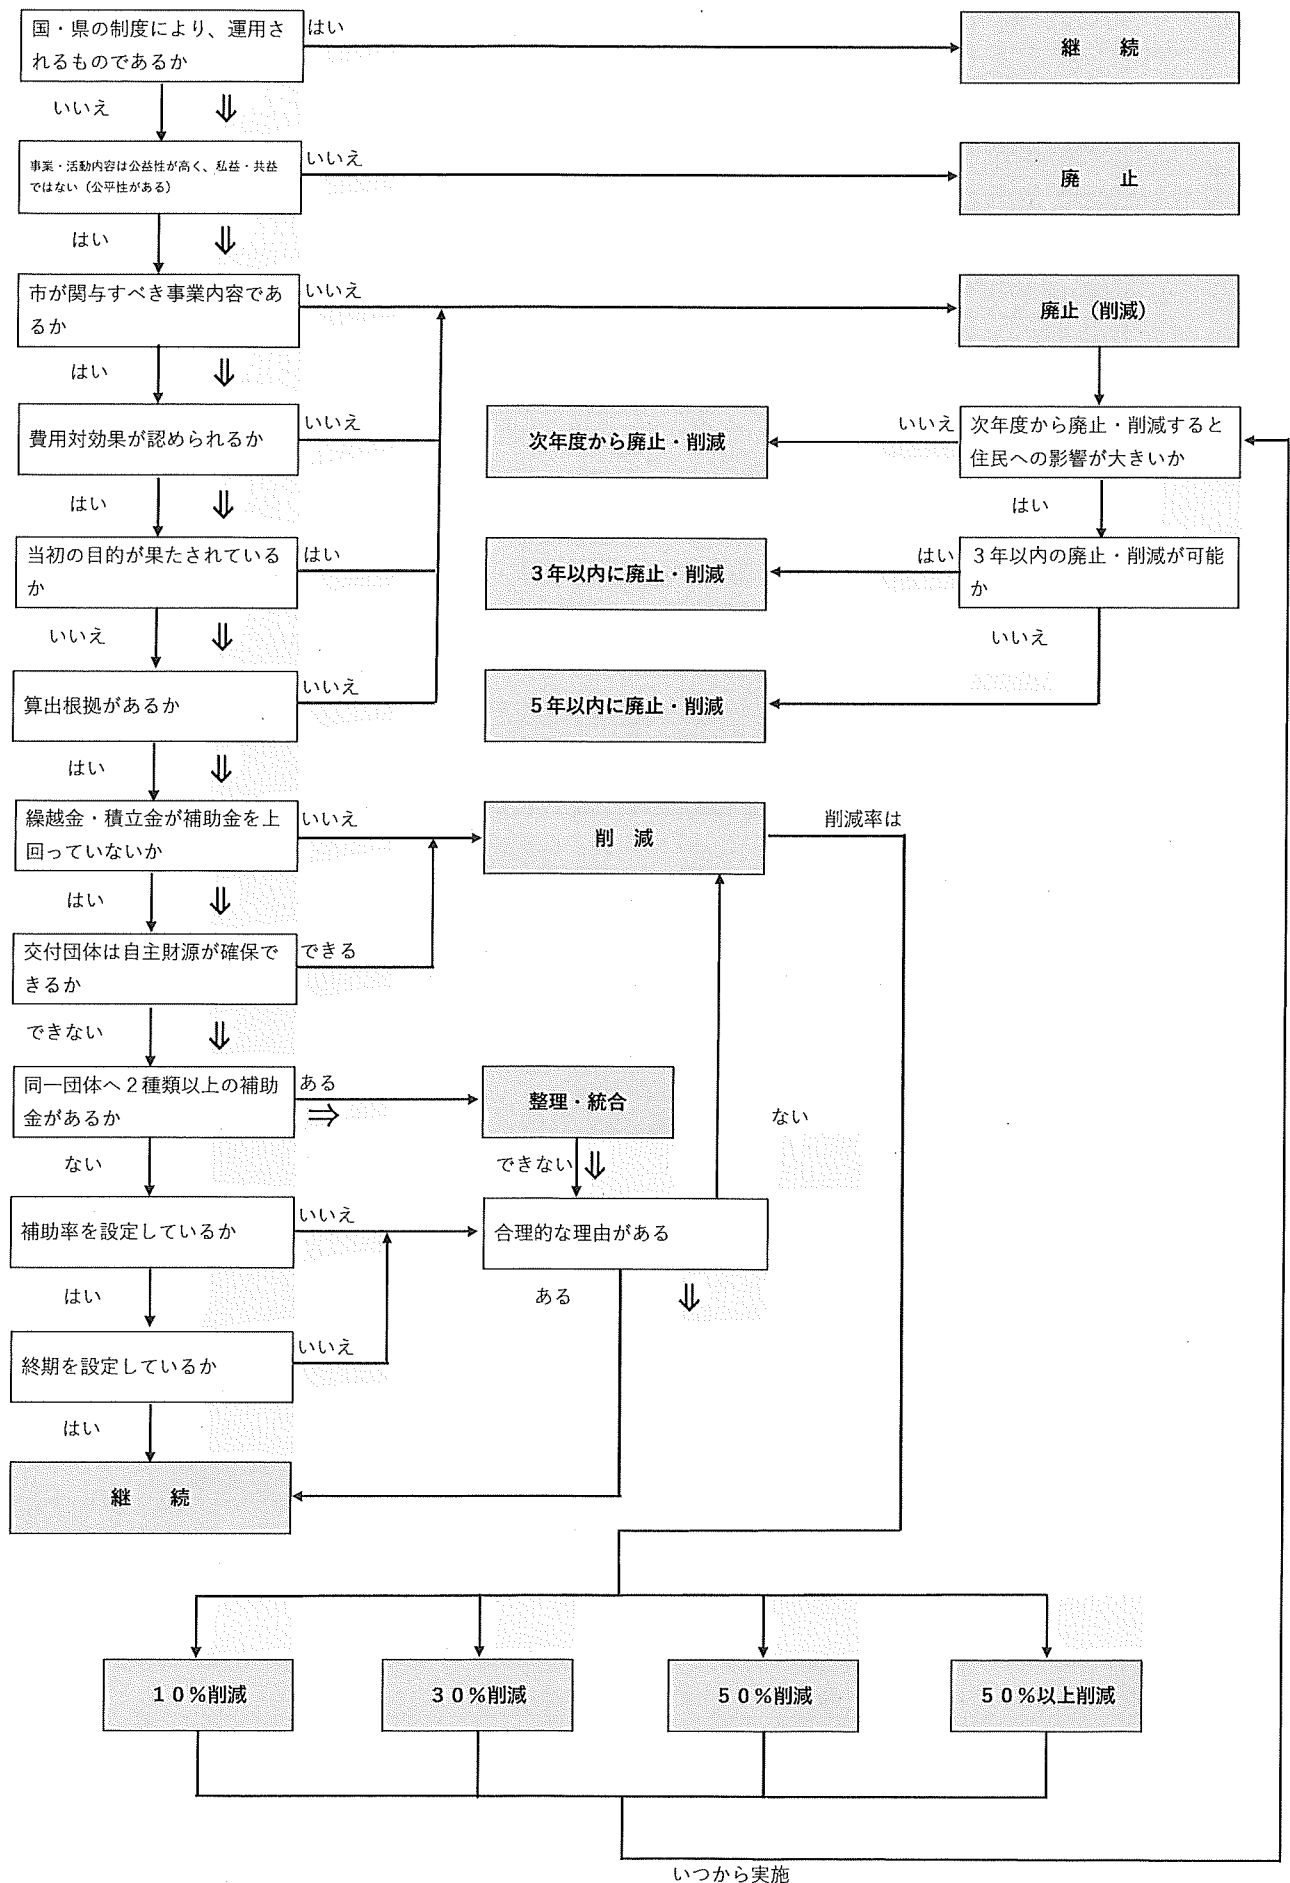 国・県の制度により、運用さ
れるものであるか
はい
継　　続
いいえ
⇓
事業・活動内容は公益性が高く、私益・共益
ではない（公平性がある）
いいえ
廃　　止
はい
⇓
市が関与すべき事業内容であ
るか
いいえ
廃止（削減）
はい
⇓
費用対効果が認められるか
いいえ
次年度から廃止・削減
いいえ
次年度から廃止・削減すると
住民への影響が大きいか
はい
⇓
はい
当初の目的が果たされている
か
はい
３年以内に廃止・削減
はい
３年以内の廃止・削減が可能
か
いいえ
⇓
いいえ
算出根拠があるか
いいえ
５年以内に廃止・削減
はい
⇓
繰越金・積立金が補助金を上
回っていないか
いいえ
削　減
削減率は
はい
⇓
交付団体は自主財源が確保で
きるか
できる
できない
⇓
同一団体へ２種類以上の補助
金があるか
ある
⇒
整理・統合
ない
ない
できない
⇓
補助率を設定しているか
いいえ
合理的な理由がある
はい
ある
⇓
終期を設定しているか
いいえ
はい
継　　続
１０％削減
３０％削減
５０％削減
５０％以上削減
いつから実施